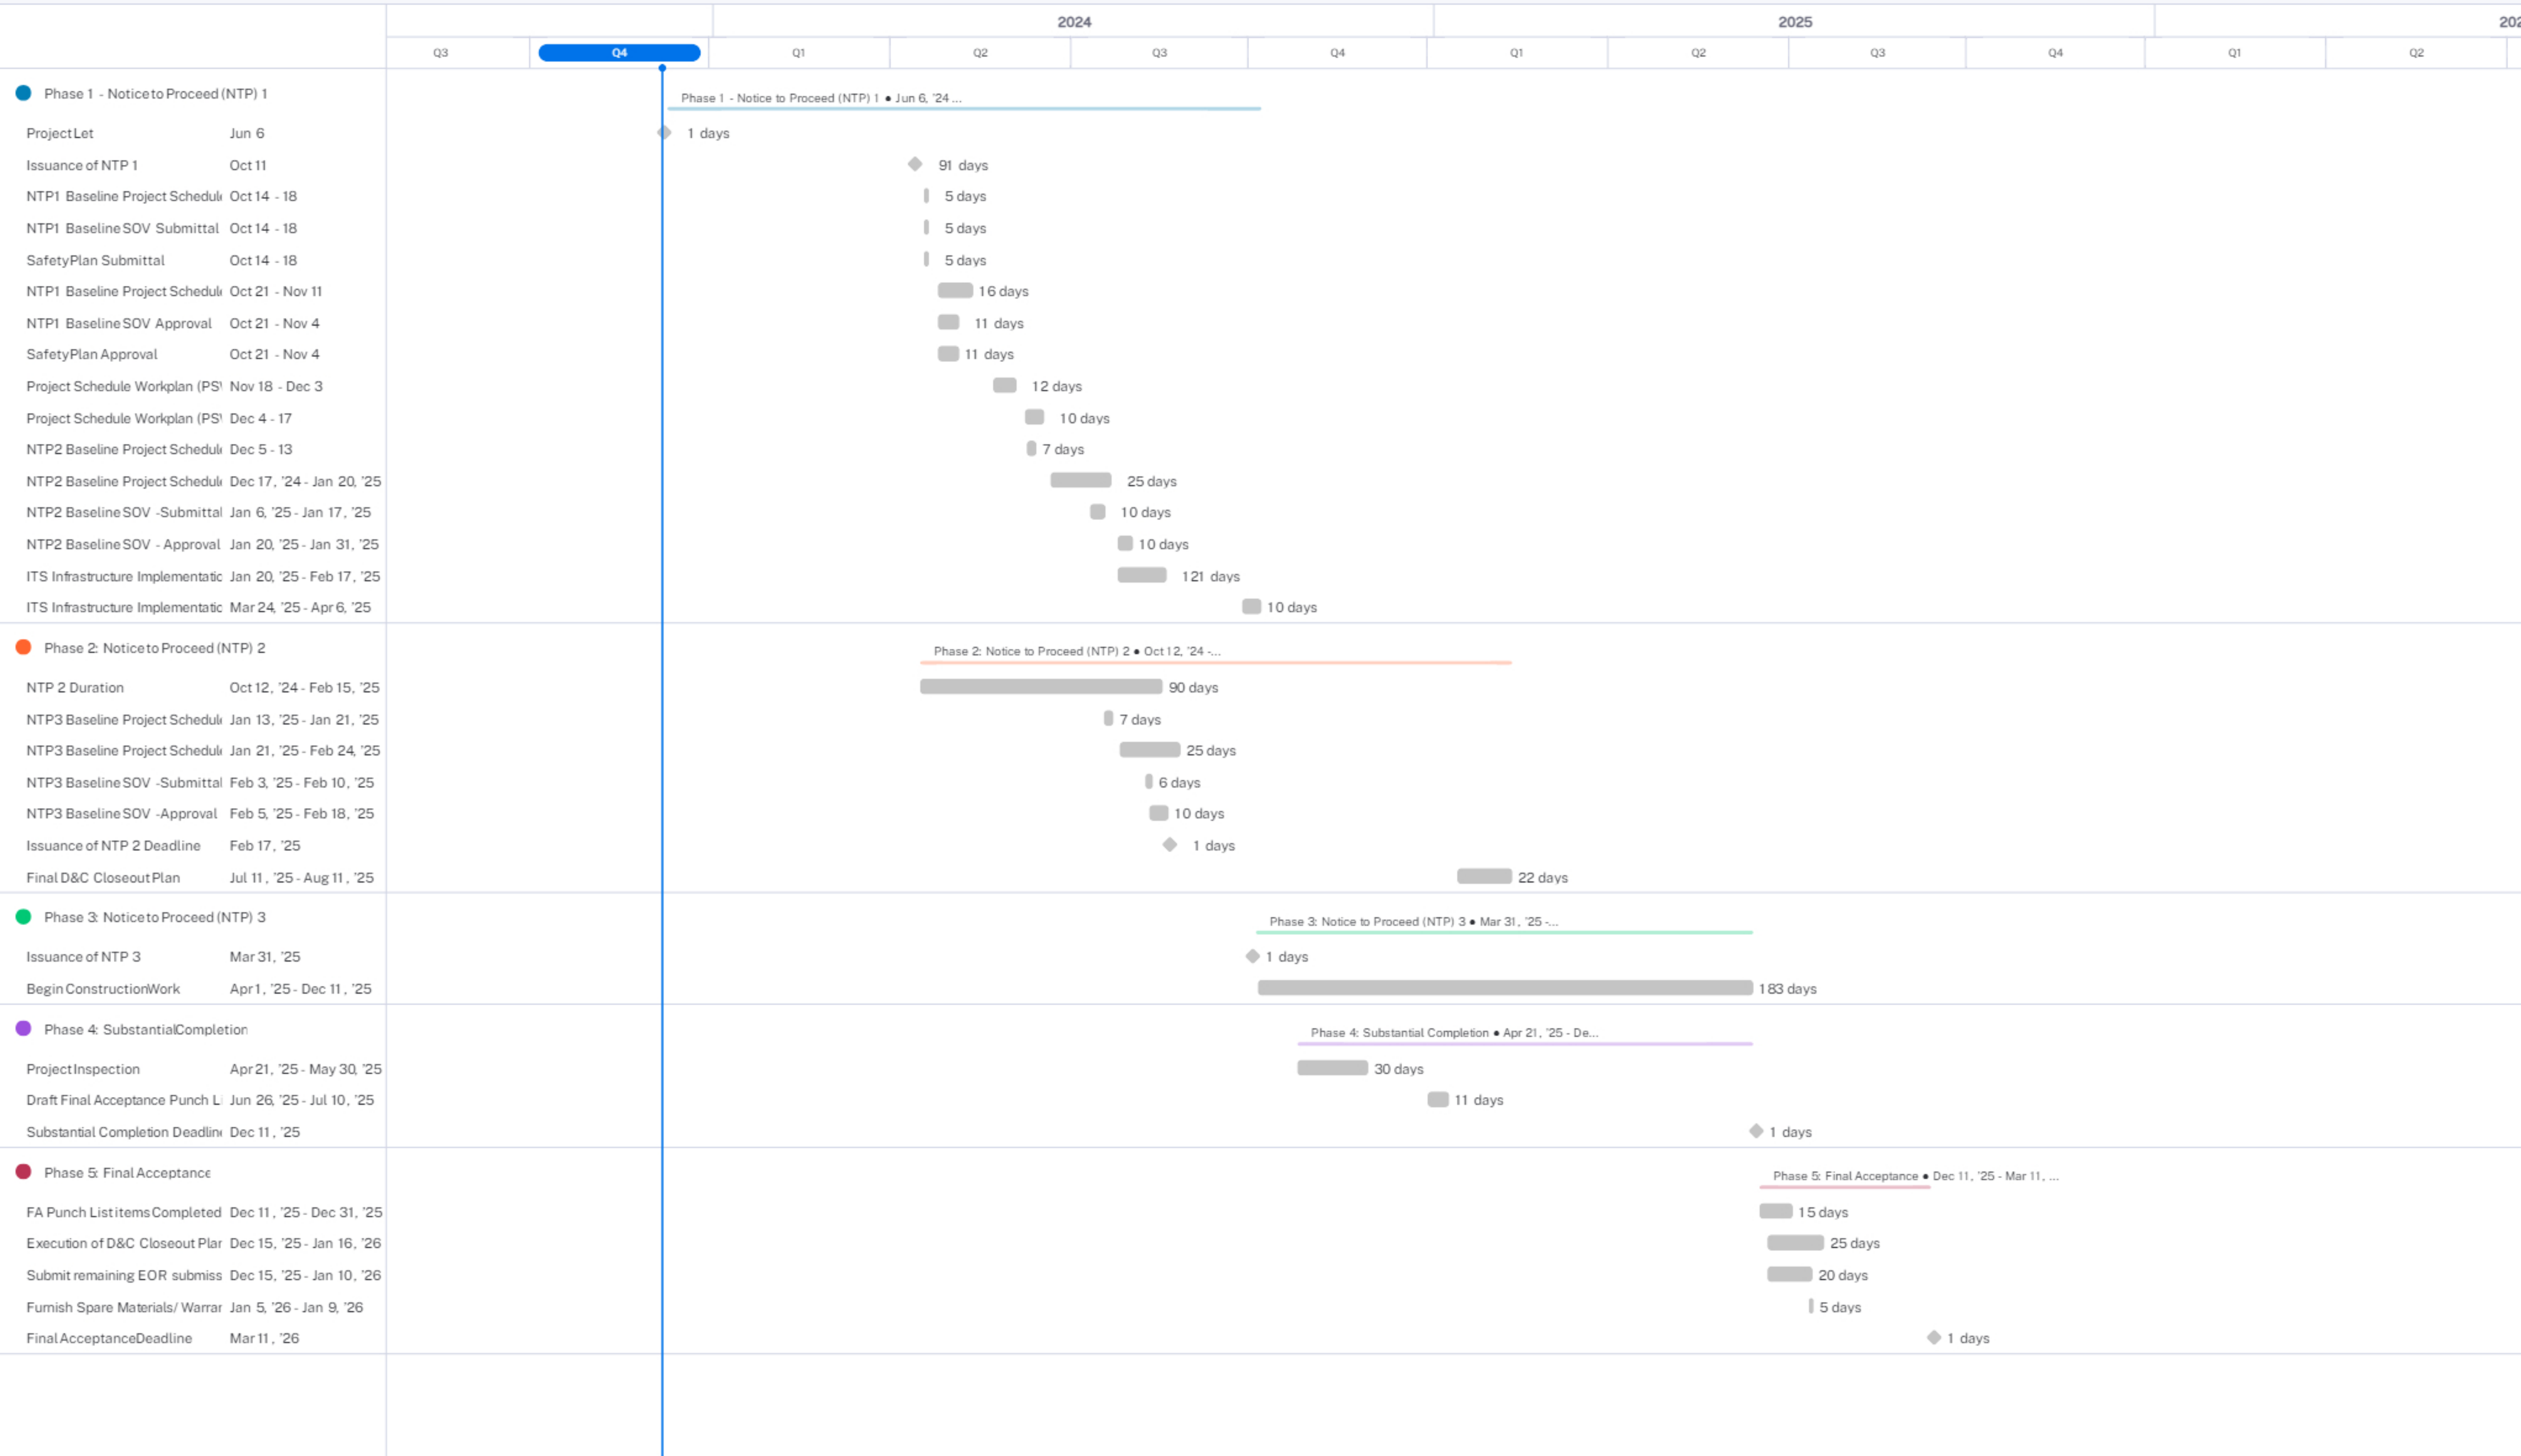 2024 2025 202
Q3 Q4 Q1 Q2 Q3 Q4 Q1 Q2 Q3 Q4 Q1 Q2
Phase 1 - Notice to Proceed (NTP) 1 Phase 1 - Notice to Proceed (NTP) 1 • Jun 6, '24 ...
Project Let Jun 6 1 days
Issuance of NTP 1 Oct 11 91 days
NTP1 Baseline Project Schedule Oct 14 - 18 5 days
NTP1 Baseline SOV Submittal Oct 14 - 18 5 days
Safety Plan Submittal Oct 14 - 18 5 days
NTP1 Baseline Project Schedule Oct 21 - Nov 11 16 days
NTP1 Baseline SOV Approval Oct 21 - Nov 4 11 days
Safety Plan Approval Oct 21 - Nov 4 11 days
Project Schedule Workplan (PS Nov 18 - Dec 3 12 days
Project Schedule Workplan (PS Dec 4 - 17 10 days
NTP2 Baseline Project Schedule Dec 5 - 13 7 days
NTP2 Baseline Project Schedule Dec 17, '24 - Jan 20, '25 25 days
NTP2 Baseline SOV -Submittal Jan 6, '25 - Jan 17, '25 10 days
NTP2 Baseline SOV - Approval Jan 20, '25 - Jan 31, '25 10 days
ITS Infrastructure Implementatic Jan 20, '25 - Feb 17, '25 121 days
ITS Infrastructure Implementatic Mar 24, '25 - Apr 6, '25 10 days
Phase 2: Notice to Proceed (NTP) 2 Phase 2: Notice to Proceed (NTP) 2 • Oct 12, '24 -...
NTP 2 Duration Oct 12, '24 - Feb 15, '25 90 days
NTP3 Baseline Project Schedule Jan 13, '25 - Jan 21, '25 7 days
NTP3 Baseline Project Schedule Jan 21, '25 - Feb 24, '25 25 days
NTP3 Baseline SOV -Submittal Feb 3, '25 - Feb 10, '25 6 days
NTP3 Baseline SOV -Approval Feb 5, '25 - Feb 18, '25 10 days
Issuance of NTP 2 Deadline Feb 17, '25 1 days
Final D&C Closeout Plan Jul 11, '25 - Aug 11, '25 22 days
Phase 3: Notice to Proceed (NTP) 3 Phase 3: Notice to Proceed (NTP) 3 • Mar 31, '25 -...
Issuance of NTP 3 Mar 31, '25 1 days
Begin Construction Work Apr 1, '25 - Dec 11, '25 183 days
Phase 4: Substantial Completion Phase 4: Substantial Completion • Apr 21, '25 - De...
Project Inspection Apr 21, '25 - May 30, '25 30 days
Draft Final Acceptance Punch Li Jun 26, '25 - Jul 10, '25 11 days
Substantial Completion Deadline Dec 11, '25 1 days
Phase 5: Final Acceptance Phase 5: Final Acceptance • Dec 11, '25 - Mar 11, ...
FA Punch List items Completed Dec 11, '25 - Dec 31, '25 15 days
Execution of D&C Closeout Plan Dec 15, '25 - Jan 16, '26 25 days
Submit remaining EOR submiss Dec 15, '25 - Jan 10, '26 20 days
Furnish Spare Materials/ Warrar Jan 5, '26 - Jan 9, '26 5 days
Final Acceptance Deadline Mar 11, '26 1 days